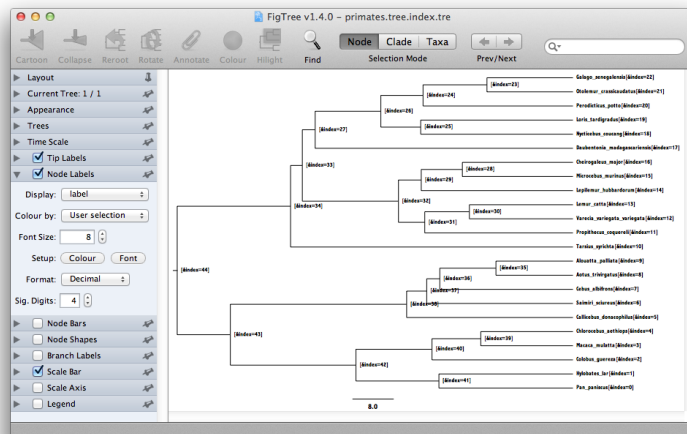 FigTree v1.4.0 - primates.tree.index.tre
Cartoon Collapse Reroot Rotate Annotate Colour Hilight Find
Node Clade Taxa
Selection Mode
Prev/Next
Layout
Current Tree: 1 / 1
Appearance
Trees
Time Scale
Tip Labels
Node Labels
Display: label
Colour by: User selection
Font Size: 8
Setup: Colour Font
Format: Decimal
Sig. Digits: 4
Node Bars
Node Shapes
Branch Labels
Scale Bar
Scale Axis
Legend
Galago_senegalensis[&index=22]
[&index=23]
Otolemur_crassicaudatus[&index=21]
[&index=24]
Perodicticus_potto[&index=20]
[&index=26]
Loris_tardigradus[&index=19]
[&index=25]
[&index=27]
Nycticebus_coucang[&index=18]
Daubentonia_madagascariensis[&index=17]
Cheirogaleus_major[&index=16]
[&index=33]
[&index=28]
Microcebus_murinus[&index=15]
[&index=29]
Lepilemur_hubbardorum[&index=14]
[&index=32]
[&index=34]
Lemur_catta[&index=13]
[&index=30]
Varecia_variegata_variegata[&index=12]
[&index=31]
Propithecus_coquereli[&index=11]
Tarsius_syrichta[&index=10]
Alouatta_palliata[&index=9]
[&index=35]
[&index=44]
Aotus_trivirgatus[&index=8]
[&index=36]
Cebus_albifrons[&index=7]
[&index=37]
Saimiri_sciureus[&index=6]
[&index=38]
Callicebus_donacophilus[&index=5]
Chlorocebus_aethiops[&index=4]
[&index=43]
[&index=39]
Macaca_mulatta[&index=3]
[&index=40]
Colobus_guereza[&index=2]
[&index=42]
Hylobates_lar[&index=1]
[&index=41]
Pan_paniscus[&index=0]
8.0